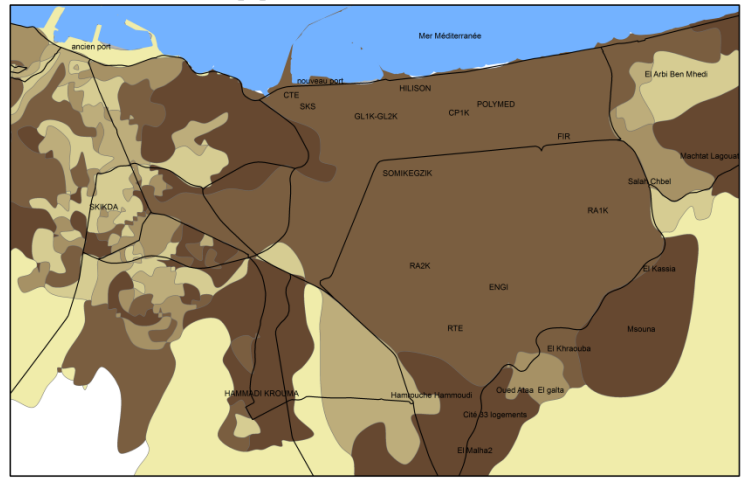 Mer Méditerranée
ancien port
El Arbi Ben Mhedi
nouveau port
HILISON
CTE
SKS
POLYMED
GL1K-GL2K
CP1K
FIR
Machtat Lagouat
SOMIKEGZIK
Salah Chbel
SKIKDA
RA1K
RA2K
El Kassia
ENGI
RTE
Msouna
El Khraouba
HAMMADI KROUMA
Hamrouche Hammoudi
Oued Ataa
El galta
Cité 33 logements
El Malha2